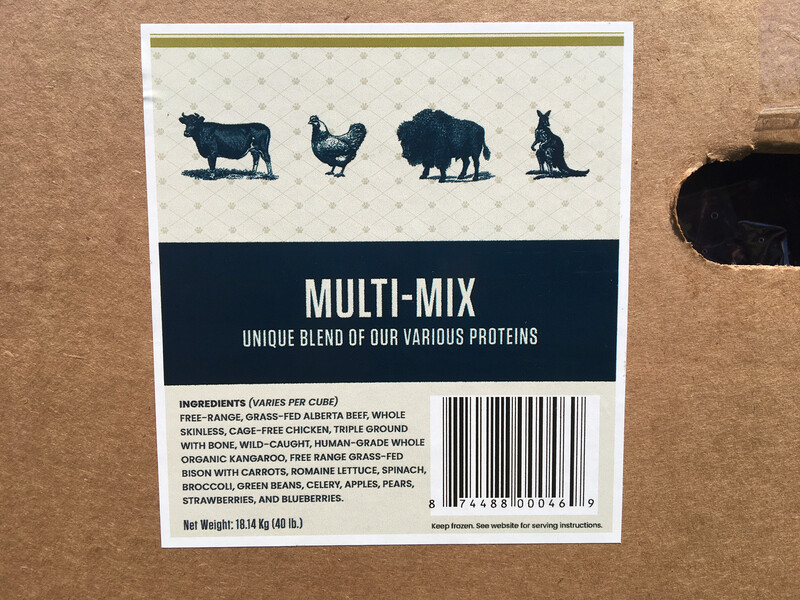 MULTI-MIX
UNIQUE BLEND OF OUR VARIOUS PROTEINS
INGREDIENTS (VARIES PER CUBE)
FREE-RANGE, GRASS-FED ALBERTA BEEF, WHOLE
SKINLESS, CAGE-FREE CHICKEN, TRIPLE GROUND
WITH BONE, WILD-CAUGHT, HUMAN-GRADE WHOLE
ORGANIC KANGAROO, FREE RANGE GRASS-FED
BISON WITH CARROTS, ROMAINE LETTUCE, SPINACH,
BROCCOLI, GREEN BEANS, CELERY, APPLES, PEARS,
STRAWBERRIES, AND BLUEBERRIES.
Net Weight: 18.14 Kg (40 lb.)
8 74488 00046 9
Keep frozen. See website for serving instructions.